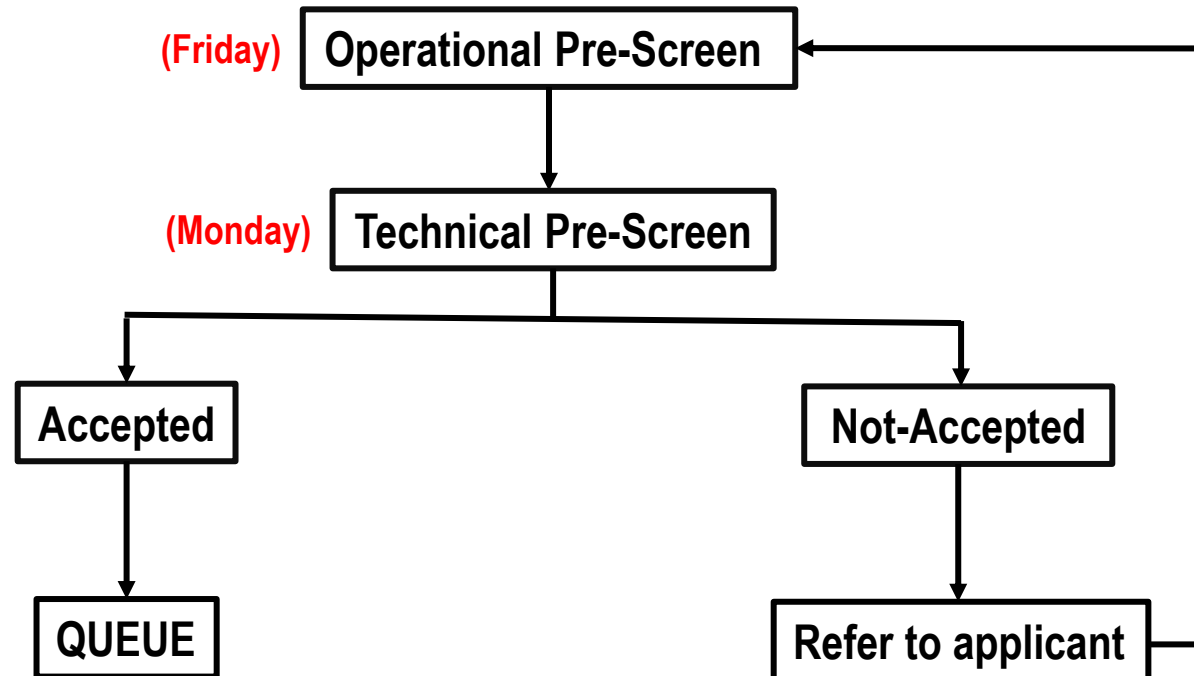 (Friday) Operational Pre-Screen
(Monday) Technical Pre-Screen
Accepted
Not-Accepted
QUEUE
Refer to applicant